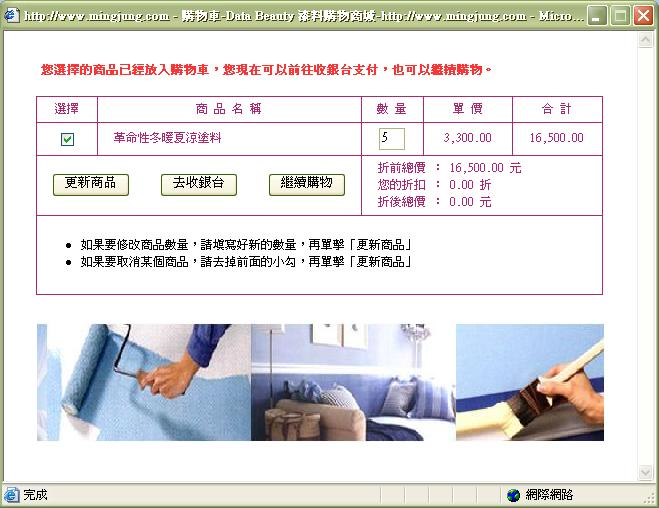 http://www.mingjung.com - 購物車-Data Beauty 漆料購物商城-http://www.mingjung.com - Micro...
您選擇的商品已經放入購物車，您現在可以前往收銀台支付，也可以繼續購物。
選擇 商 品 名 稱 數 量 單 價 合 計
革命性冬暖夏涼塗料 5 3,300.00 16,500.00
更新商品 去收銀台 繼續購物
折前總價 ： 16,500.00 元
您的折扣 ： 0.00 折
折後總價 ： 0.00 元
如果要修改商品數量，請填寫好新的數量，再單擊「更新商品」
如果要取消某個商品，請去掉前面的小勾，再單擊「更新商品」
完成 網際網路